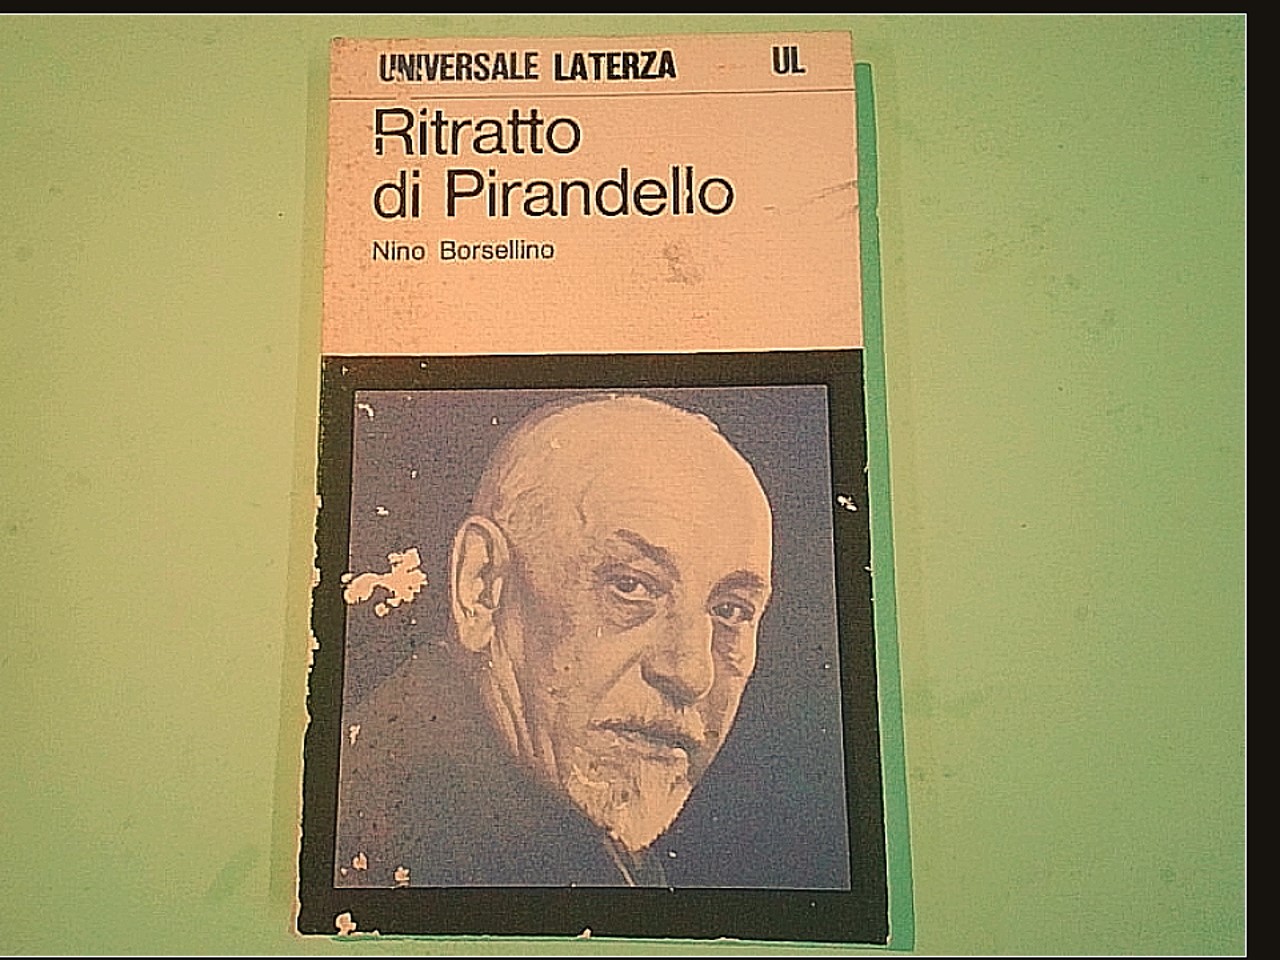 UNIVERSALE LATERZA UL
Ritratto
di Pirandello
Nino Borsellino